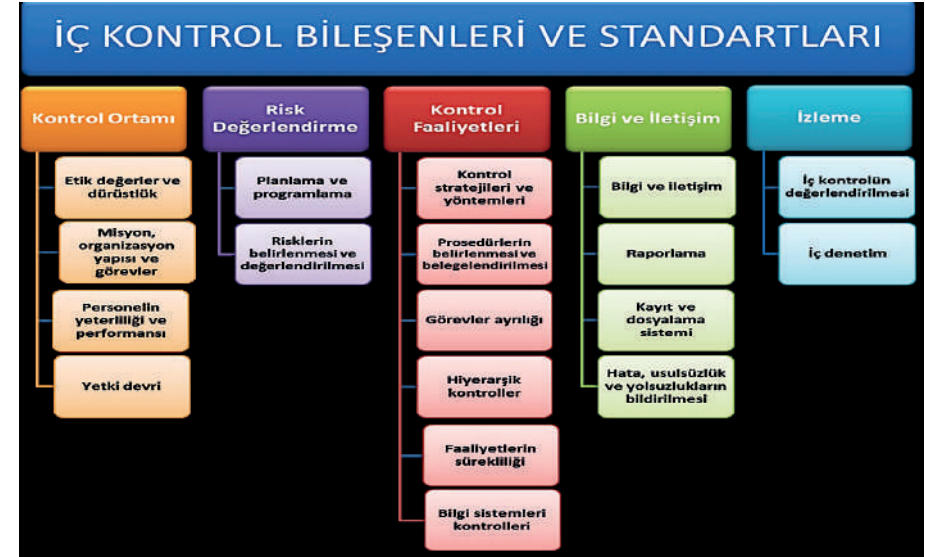 İÇ KONTROL BİLEŞENLERİ VE STANDARTLARI
Kontrol Ortamı
Etik değerler ve
dürüstlük
Misyon,
organizasyon
yapısı ve
görevler
Personelin
yeterliliği ve
performansı
Yetki devri
Risk
Değerlendirme
Planlama ve
programlama
Risklerin
belirlenmesi ve
değerlendirilmesi
Kontrol
Faaliyetleri
Kontrol
stratejileri ve
yöntemleri
Prosedürlerin
belirlenmesi ve
belegelendirilmesi
Görevler ayrılığı
Hiyerarşik
kontroller
Faaliyetlerin
sürekliliği
Bilgi sistemleri
kontrolleri
Bilgi ve İletişim
Bilgi ve iletişim
Raporlama
Kayıt ve
dosyalama
sistemi
Hata, usulsüzlük
ve yolsuzlukların
bildirilmesi
İzleme
İç kontrolün
değerlendirilmesi
İç denetim